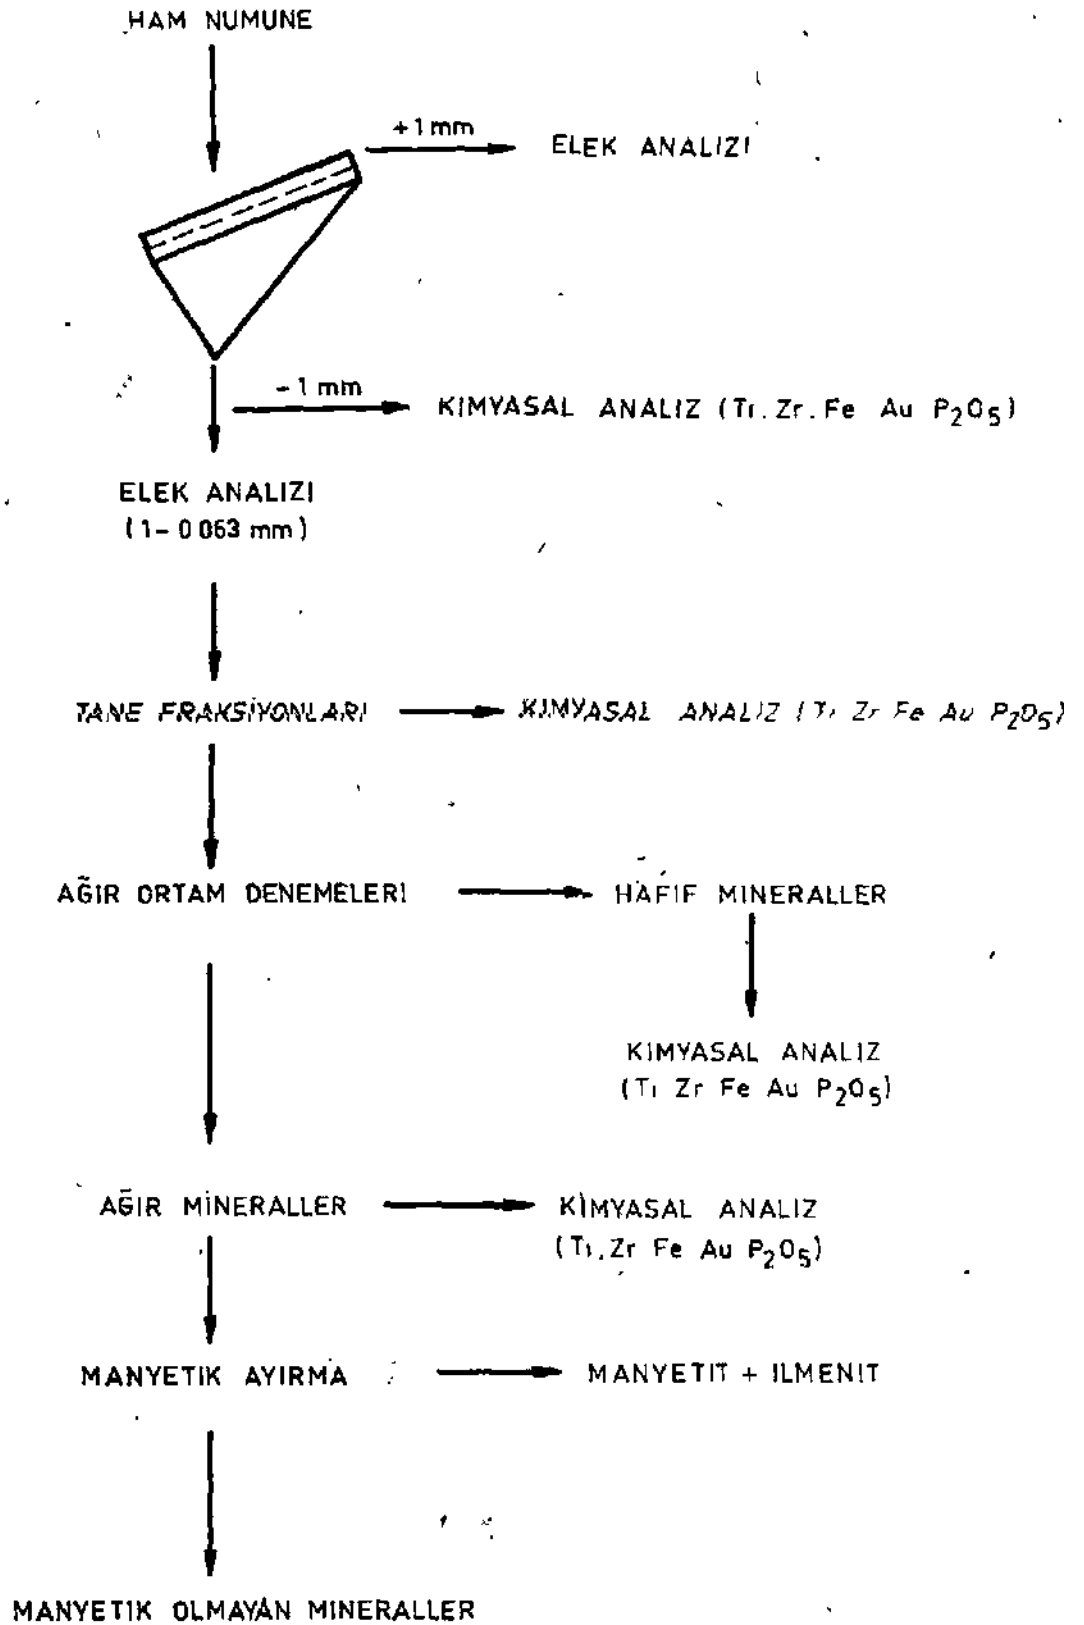 HAM NUMUNE
+1 mm
ELEK ANALIZI
-1 mm
KIMYASAL ANALIZ (Ti. Zr. Fe Au P₂O₅)
ELEK ANALIZI
(1-0 063 mm)
TANE FRAKSİYONLARI
KIMYASAL ANALIZ (Ti Zr Fe Au P₂O₅)
AĞIR ORTAM DENEMELERI
HAFIF MINERALLER
KIMYASAL ANALIZ
(Ti Zr Fe Au P₂O₅)
AĞIR MİNERALLER
KİMYASAL ANALIZ
(Ti, Zr Fe Au P₂O₅)
MANYETIK AYIRMA
MANYETIT + ILMENIT
MANYETIK OLMAYAN MINERALLER